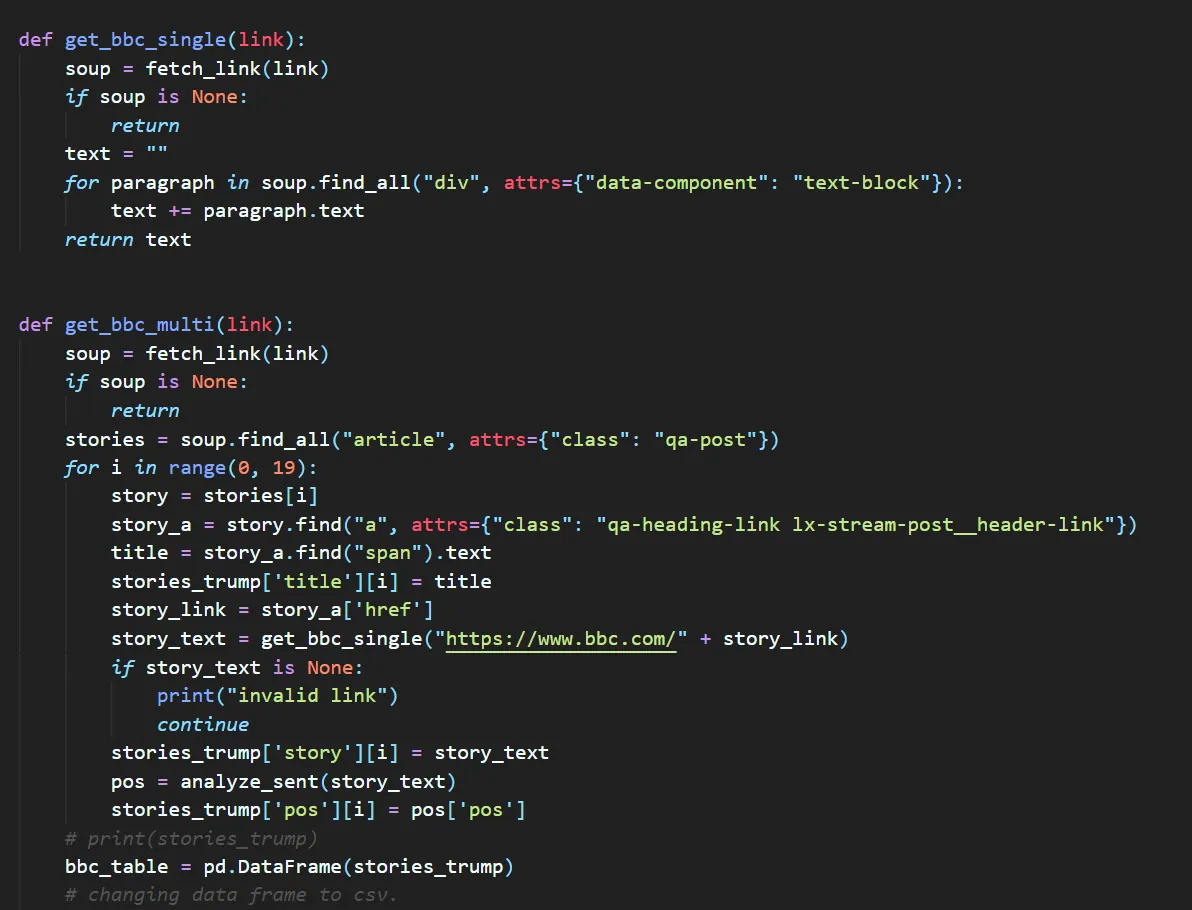 def get_bbc_single(link):
    soup = fetch_link(link)
    if soup is None:
        return
    text = ""
    for paragraph in soup.find_all("div", attrs={"data-component": "text-block"}):
        text += paragraph.text
    return text
def get_bbc_multi(link):
    soup = fetch_link(link)
    if soup is None:
        return
    stories = soup.find_all("article", attrs={"class": "qa-post"})
    for i in range(0, 19):
        story = stories[i]
        story_a = story.find("a", attrs={"class": "qa-heading-link lx-stream-post__header-link"})
        title = story_a.find("span").text
        stories_trump['title'][i] = title
        story_link = story_a['href']
        story_text = get_bbc_single("https://www.bbc.com/" + story_link)
        if story_text is None:
            print("invalid link")
            continue
        stories_trump['story'][i] = story_text
        pos = analyze_sent(story_text)
        stories_trump['pos'][i] = pos['pos']
    # print(stories_trump)
    bbc_table = pd.DataFrame(stories_trump)
    # changing data frame to csv.